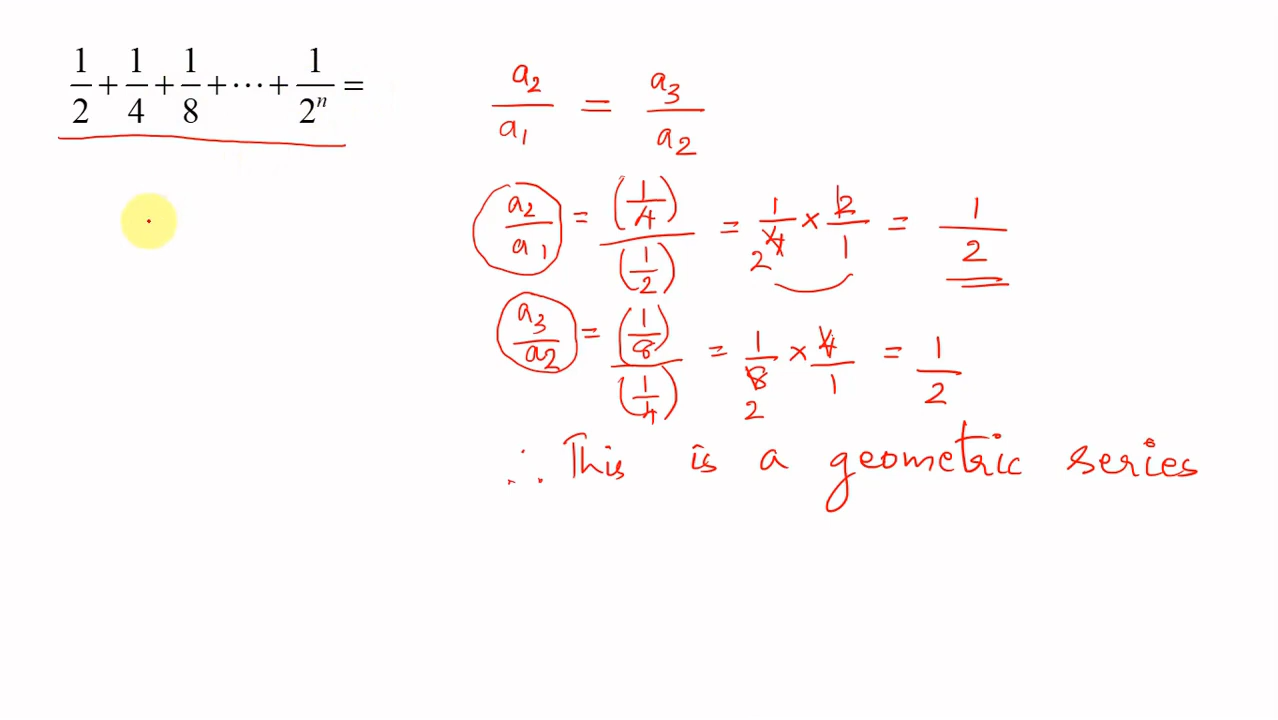 1/2 + 1/4 + 1/8 + ⋯ + 1/2ⁿ =
a₂/a₁ = a₃/a₂
a₂/a₁ = (1/4)/(1/2) = 1/4 2 × 2/1 = 1/2
a₃/a₂ = (1/8)/(1/4) = 1/8 2 × 4/1 = 1/2
∴ This is a geometric series